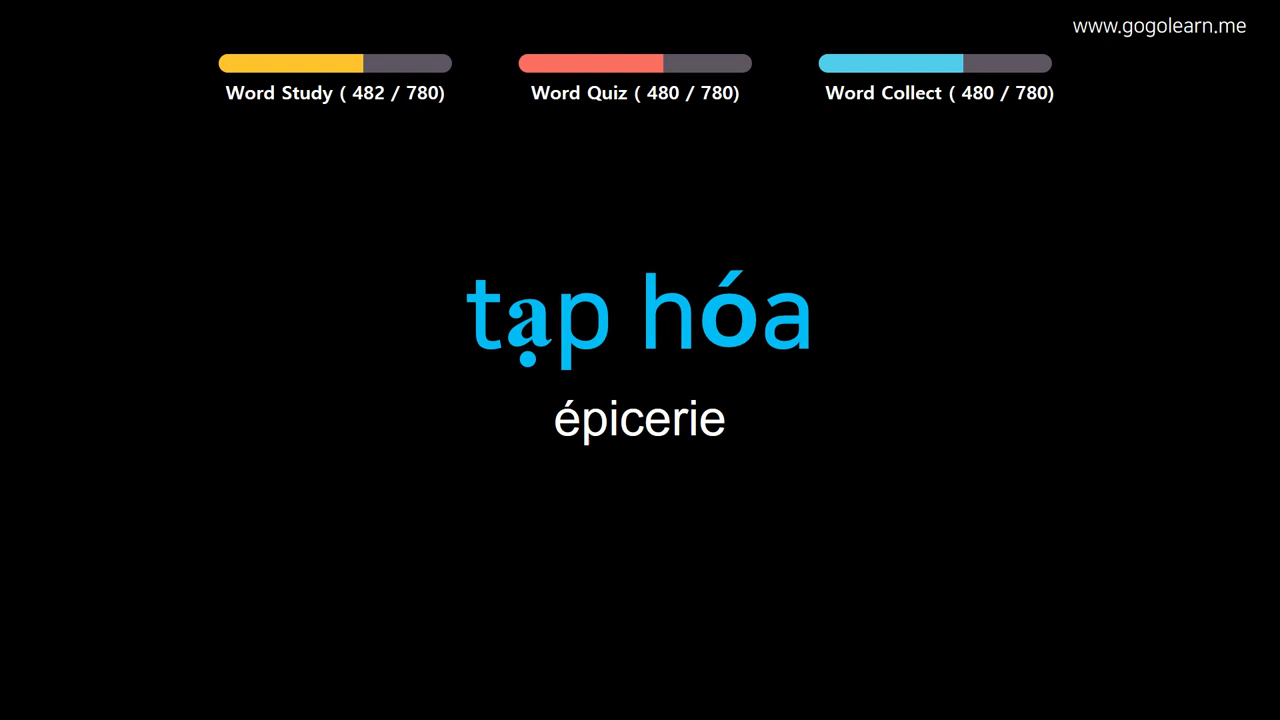 www.gogolearn.me
Word Study ( 482 / 780)
Word Quiz ( 480 / 780)
Word Collect ( 480 / 780)
tạp hóa
épicerie